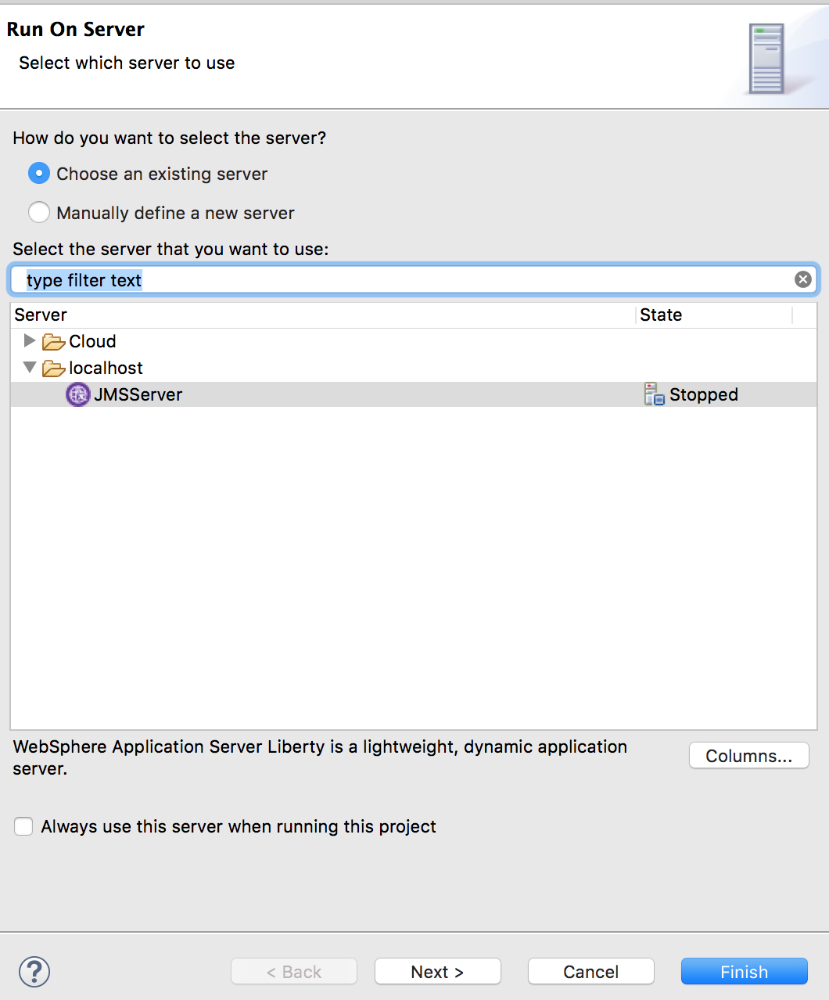 Run On Server
Select which server to use
How do you want to select the server?
Choose an existing server
Manually define a new server
Select the server that you want to use:
type filter text
Server State
Cloud
localhost
JMSServer Stopped
WebSphere Application Server Liberty is a lightweight, dynamic application
server.
Columns...
Always use this server when running this project
? < Back Next > Cancel Finish